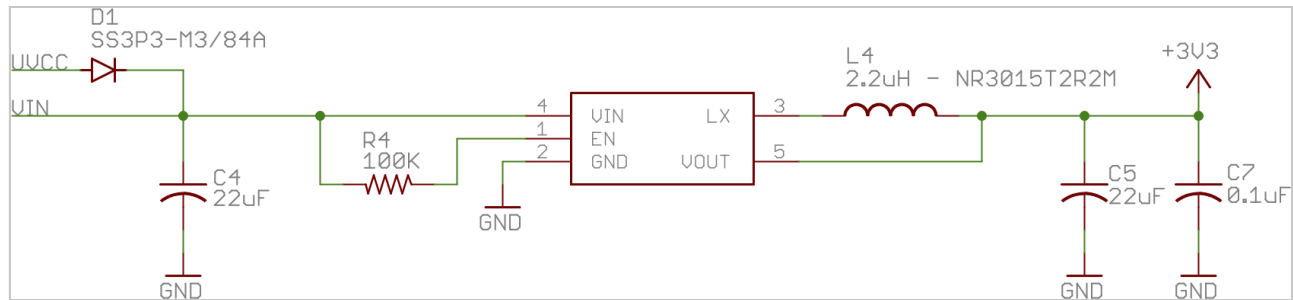 D1
SS3P3-M3/84A
UVCC
VIN
C4
22uF
GND
R4
100K
4
1
2
GND
VIN
EN
GND
LX
VOUT
3
5
L4
2.2uH - NR3015T2R2M
+3V3
C5
22uF
GND
C7
0.1uF
GND